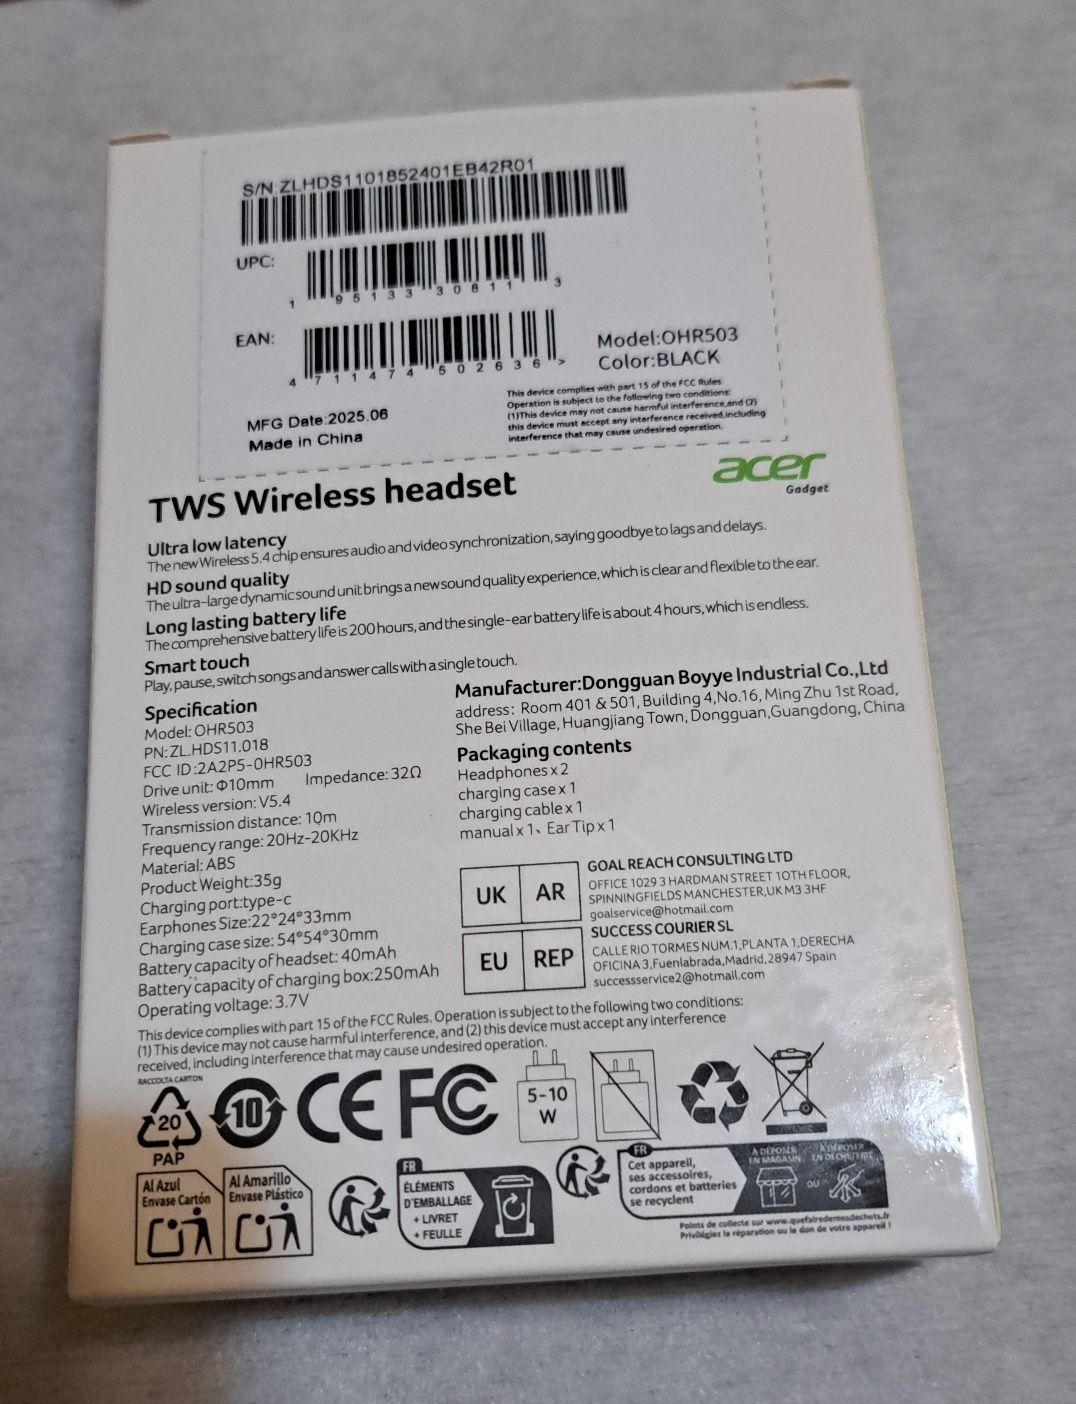 S/N:ZLHDS1101852401EB42R01
UPC:
1 95133 30811 3
EAN:
4 711474 502636 >
Model:OHR503
Color:BLACK
This device complies with part 15 of the FCC Rules.
Operation is subject to the following two conditions:
(1)This device may not cause harmful interference,and (2)
this device must accept any interference received,including
interference that may cause undesired operation.
MFG Date:2025.06
Made in China
acer
Gadget
TWS Wireless headset
Ultra low latency
The new Wireless 5.4 chip ensures audio and video synchronization, saying goodbye to lags and delays.
HD sound quality
The ultra-large dynamic sound unit brings a new sound quality experience, which is clear and flexible to the ear.
Long lasting battery life
The comprehensive battery life is 200 hours, and the single-ear battery life is about 4 hours, which is endless.
Smart touch
Play, pause, switch songs and answer calls with a single touch.
Specification
Model: OHR503
PN:ZL.HDS11.018
FCC ID:2A2P5-0HR503
Drive unit: Φ10mm Impedance: 32Ω
Wireless version: V5.4
Transmission distance: 10m
Frequency range: 20Hz-20KHz
Material: ABS
Product Weight:35g
Charging port:type-c
Earphones Size:22*24*33mm
Charging case size: 54*54*30mm
Battery capacity of headset: 40mAh
Battery capacity of charging box:250mAh
Operating voltage: 3.7V
Manufacturer:Dongguan Boyye Industrial Co.,Ltd
address: Room 401 & 501, Building 4,No.16, Ming Zhu 1st Road,
She Bei Village, Huangjiang Town, Dongguan,Guangdong, China
Packaging contents
Headphones x 2
charging case x 1
charging cable x 1
manual x 1、Ear Tip x 1
UK AR
GOAL REACH CONSULTING LTD
OFFICE 1029 3 HARDMAN STREET 10TH FLOOR,
SPINNINGFIELDS MANCHESTER,UK M3 3HF
goalservice@hotmail.com
EU REP
SUCCESS COURIER SL
CALLE RIO TORMES NUM.1,PLANTA 1,DERECHA
OFICINA 3,Fuenlabrada,Madrid,28947 Spain
successservice2@hotmail.com
This device complies with part 15 of the FCC Rules. Operation is subject to the following two conditions:
(1) This device may not cause harmful interference, and (2) this device must accept any interference
received, including interference that may cause undesired operation.
RACCOLTA CARTON
20
PAP
10
CE FC
5-10
W
Al Azul
Envase Cartón
Al Amarillo
Envase Plástico
FR
ÉLÉMENTS
D'EMBALLAGE
+ LIVRET
+ FEUILLE
FR
Cet appareil,
ses accessoires,
cordons et batteries
se recyclent
À DÉPOSER
EN MAGASIN
OU
À DÉPOSER
EN DÉCHÈTERIE
Points de collecte sur www.quefairedemesdechets.fr
Privilégiez la réparation ou le don de votre appareil !